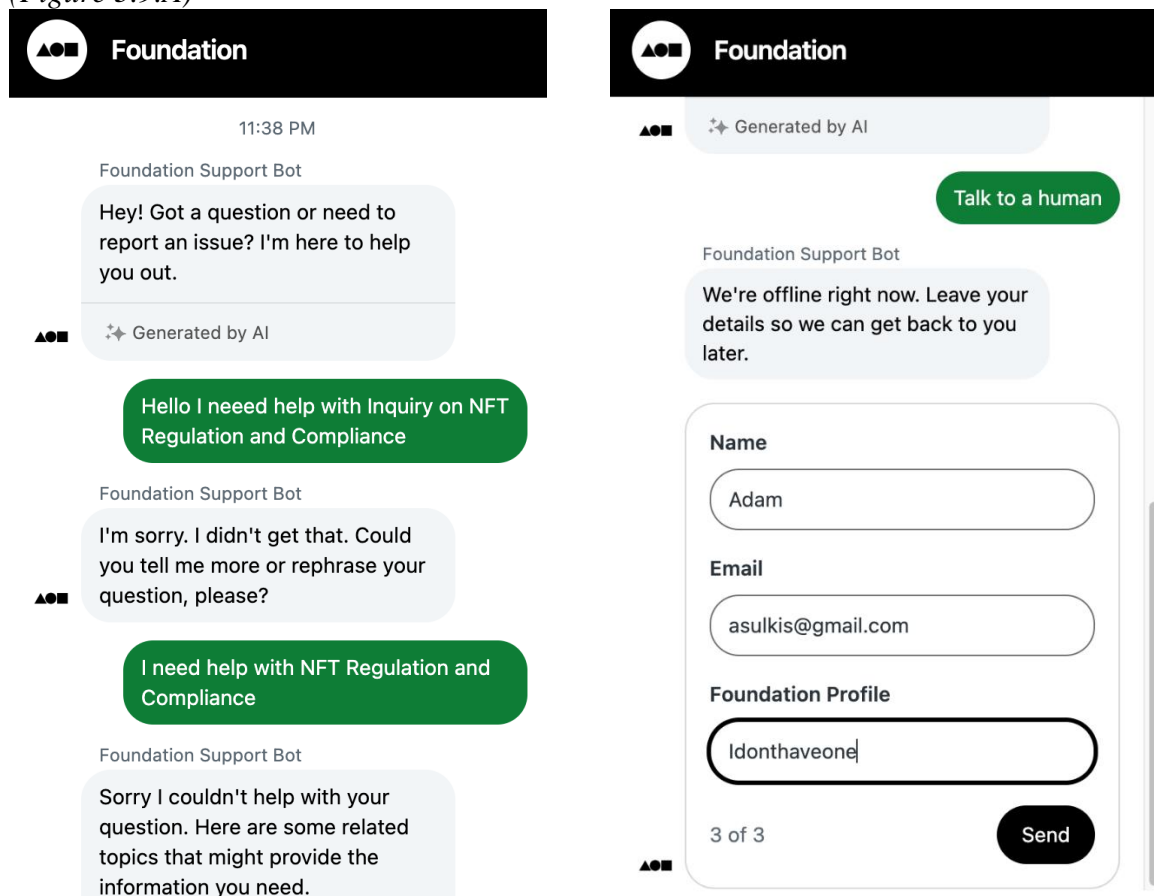 (Figure 3.9.A)
Foundation
11:38 PM
Foundation Support Bot
Hey! Got a question or need to
report an issue? I'm here to help
you out.
Generated by AI
Hello I neeed help with Inquiry on NFT
Regulation and Compliance
Foundation Support Bot
I'm sorry. I didn't get that. Could
you tell me more or rephrase your
question, please?
I need help with NFT Regulation and
Compliance
Foundation Support Bot
Sorry I couldn't help with your
question. Here are some related
topics that might provide the
information you need.
Foundation
Generated by AI
Talk to a human
Foundation Support Bot
We're offline right now. Leave your
details so we can get back to you
later.
Name
Adam
Email
asulkis@gmail.com
Foundation Profile
Idonthaveone
3 of 3
Send